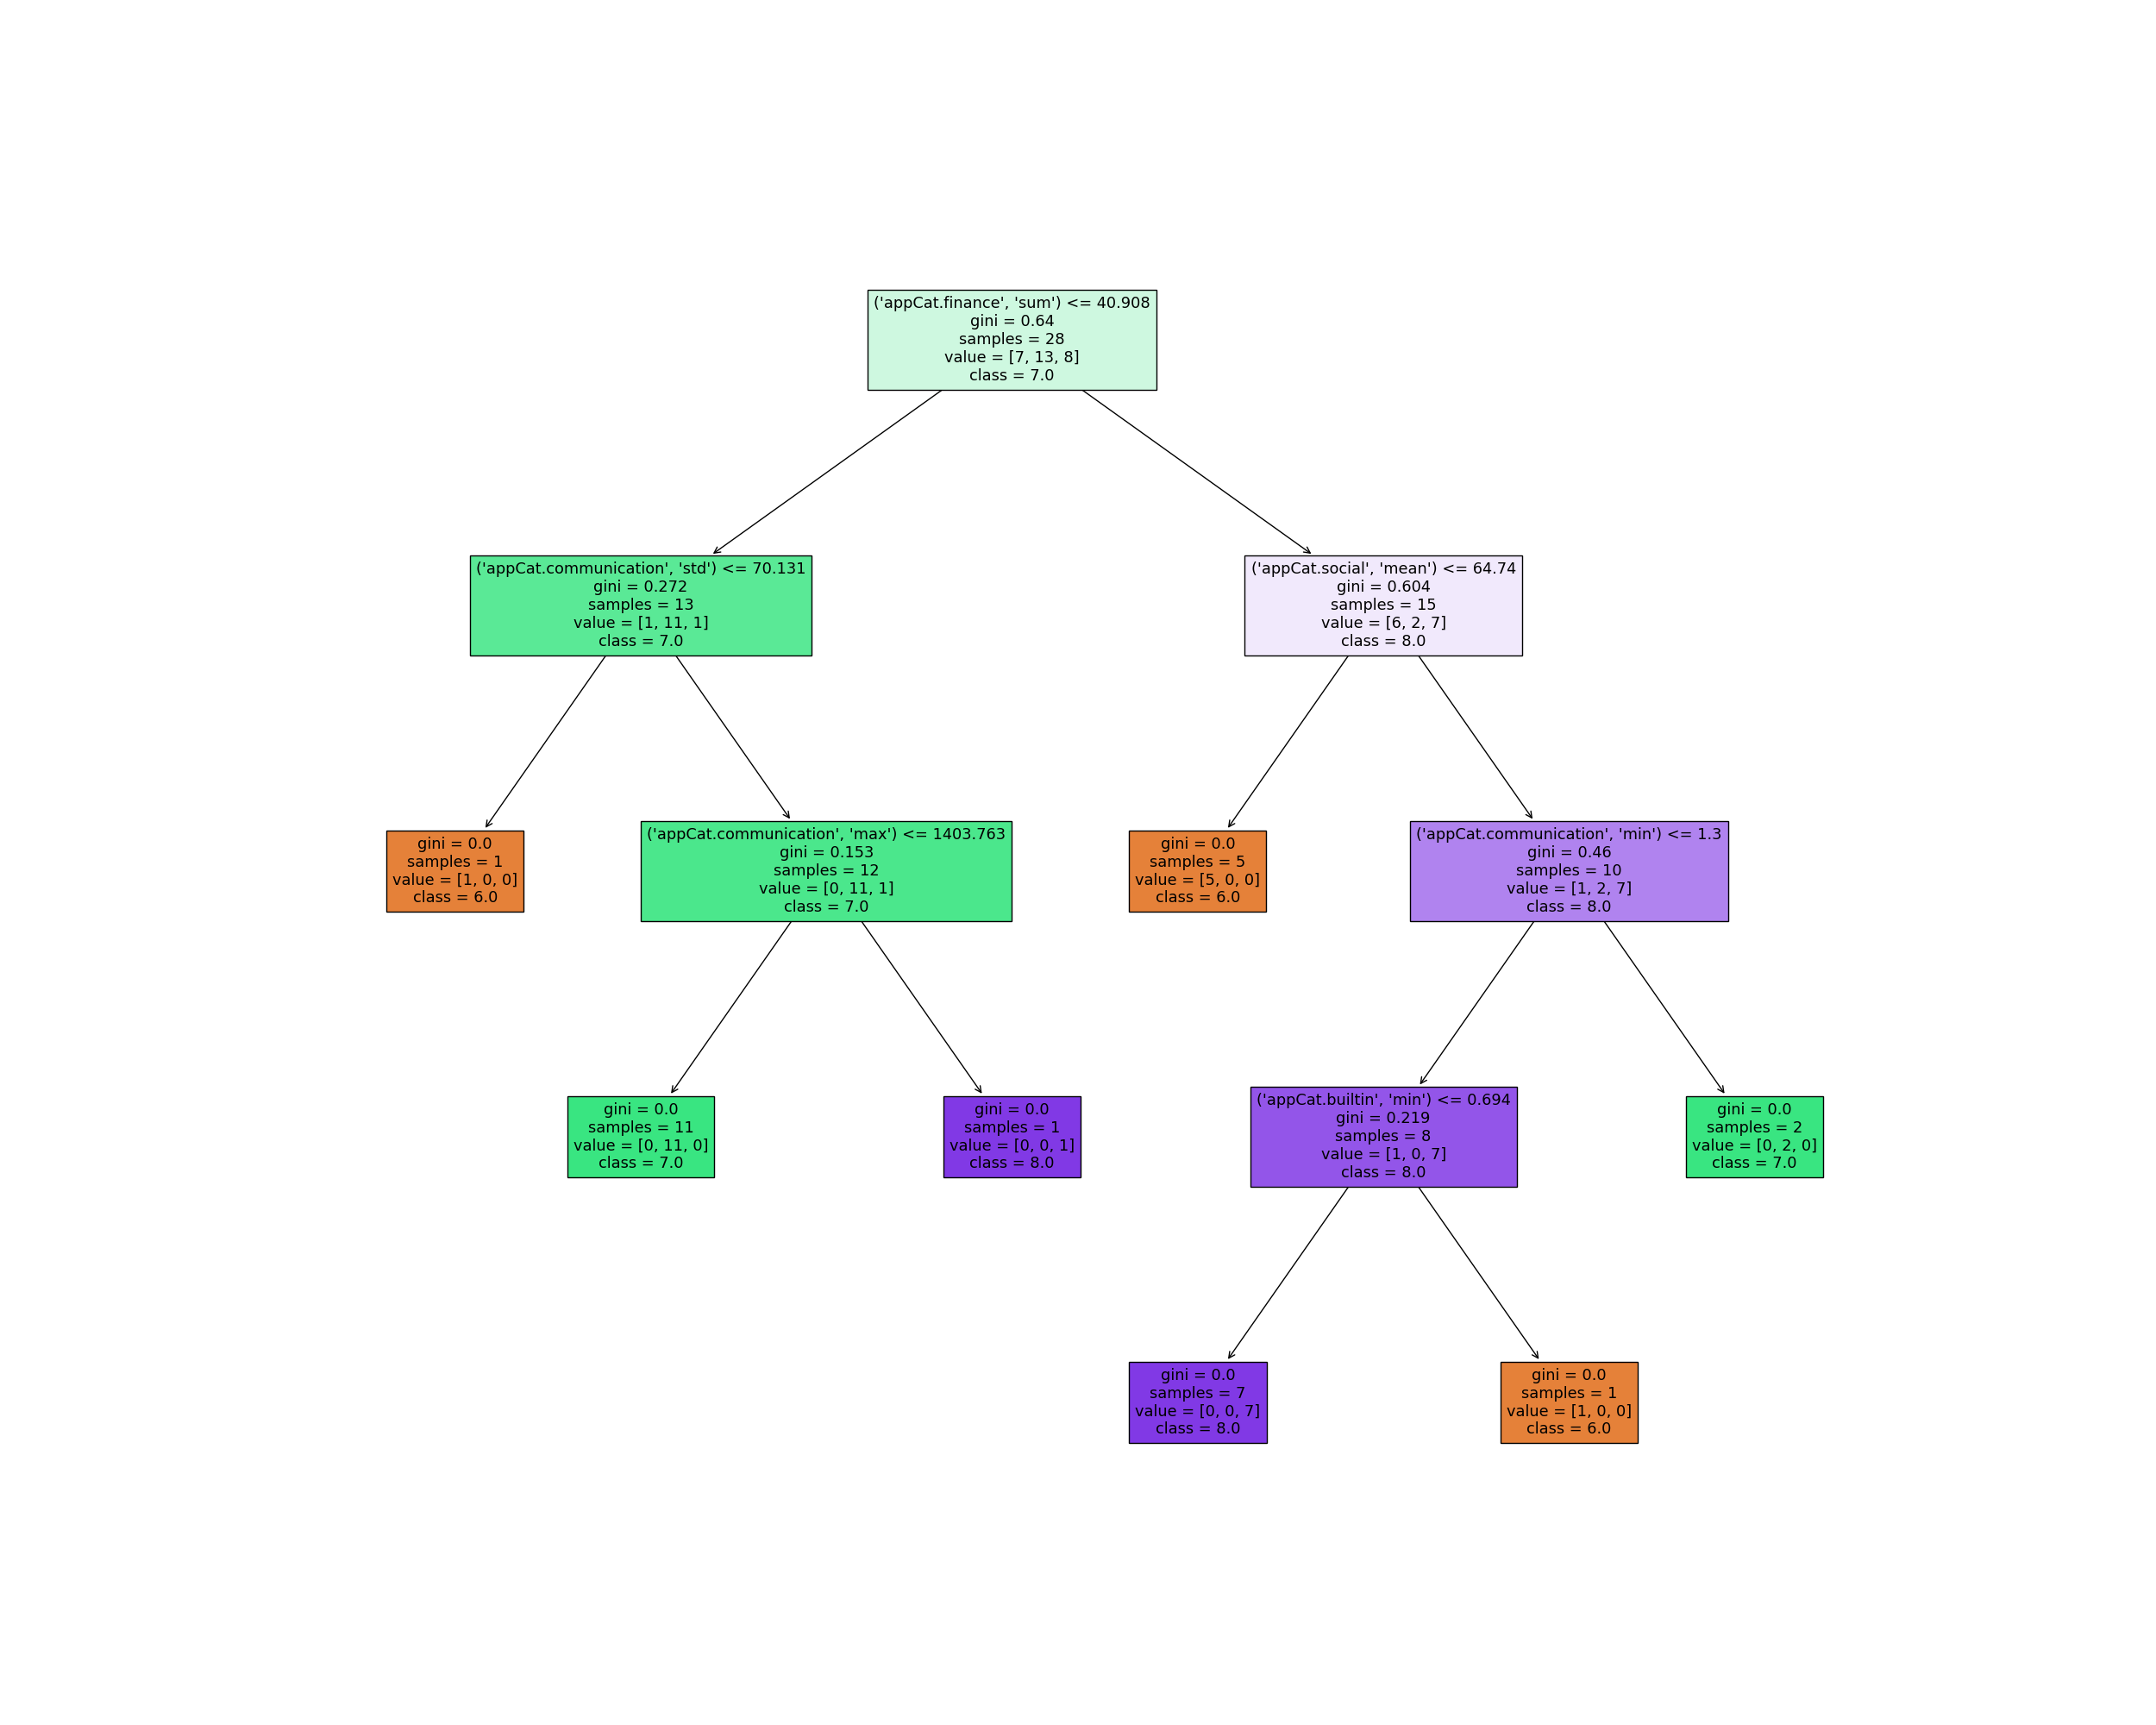 ('appCat.finance', 'sum') <= 40.908
gini = 0.64
samples = 28
value = [7, 13, 8]
class = 7.0
('appCat.communication', 'std') <= 70.131
gini = 0.272
samples = 13
value = [1, 11, 1]
class = 7.0
('appCat.social', 'mean') <= 64.74
gini = 0.604
samples = 15
value = [6, 2, 7]
class = 8.0
gini = 0.0
samples = 1
value = [1, 0, 0]
class = 6.0
('appCat.communication', 'max') <= 1403.763
gini = 0.153
samples = 12
value = [0, 11, 1]
class = 7.0
gini = 0.0
samples = 5
value = [5, 0, 0]
class = 6.0
('appCat.communication', 'min') <= 1.3
gini = 0.46
samples = 10
value = [1, 2, 7]
class = 8.0
gini = 0.0
samples = 11
value = [0, 11, 0]
class = 7.0
gini = 0.0
samples = 1
value = [0, 0, 1]
class = 8.0
('appCat.builtin', 'min') <= 0.694
gini = 0.219
samples = 8
value = [1, 0, 7]
class = 8.0
gini = 0.0
samples = 2
value = [0, 2, 0]
class = 7.0
gini = 0.0
samples = 7
value = [0, 0, 7]
class = 8.0
gini = 0.0
samples = 1
value = [1, 0, 0]
class = 6.0